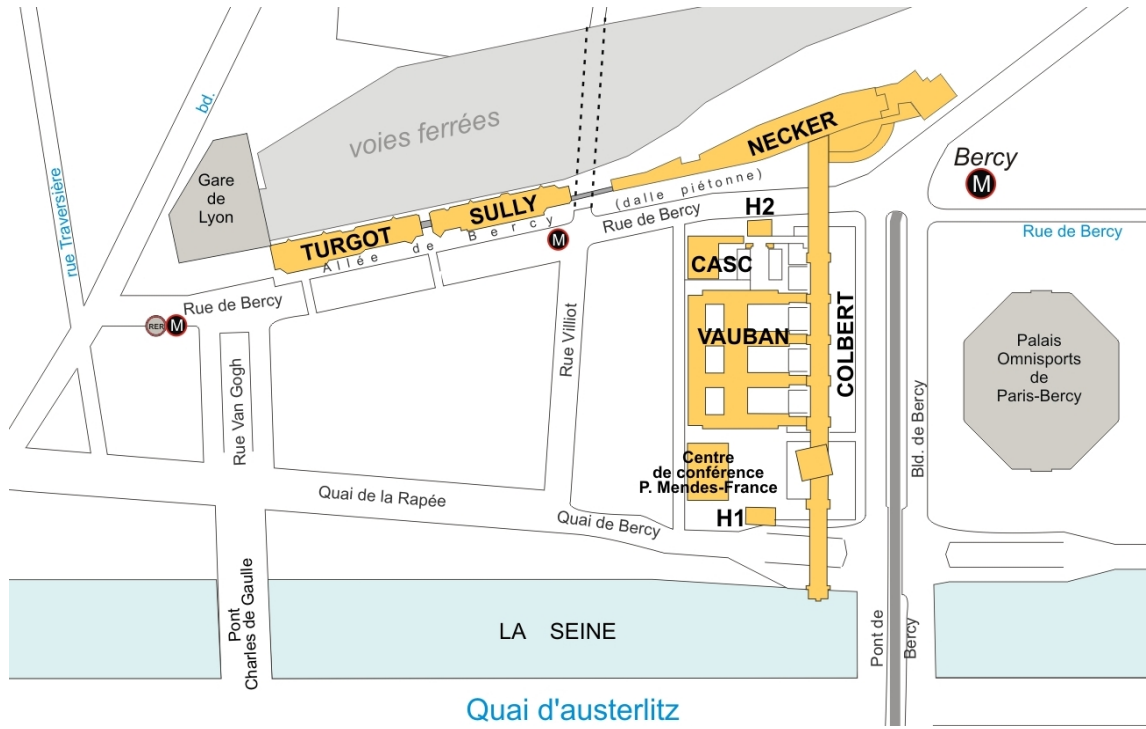 bd.
rue Traversière
voies ferrées
Gare
de
Lyon
NECKER
Bercy
M
(dalle piétonne)
SULLY
TURGOT
Allée de Bercy
M
Rue de Bercy
H2
Rue de Bercy
CASC
Rue de Bercy
RER M
VAUBAN
COLBERT
Palais
Omnisports
de
Paris-Bercy
Rue Villiot
Rue Van Gogh
Bld. de Bercy
Centre
de conférence
P. Mendes-France
Quai de la Rapée
H1
Quai de Bercy
Pont
Charles de Gaulle
LA SEINE
Pont de
Bercy
Quai d'austerlitz